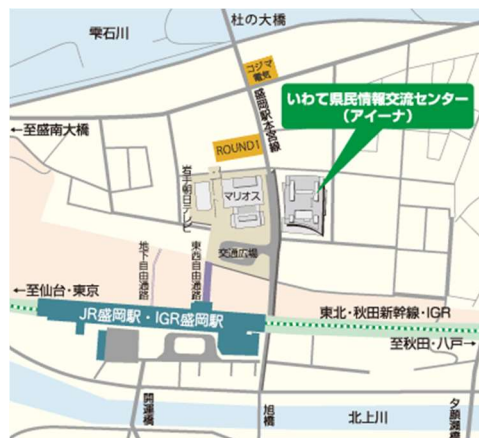 杜の大橋
雫石川
コジマ
電気
盛岡駅本宮線
いわて県民情報交流センター
（アイーナ）
←至盛南大橋
ROUND1
岩手朝日テレビ
マリオス
交通広場
地下自由通路
東西自由通路
←至仙台・東京
JR盛岡駅・IGR盛岡駅
東北・秋田新幹線・IGR
至秋田・八戸→
開運橋
旭橋
北上川
夕顔瀬橋